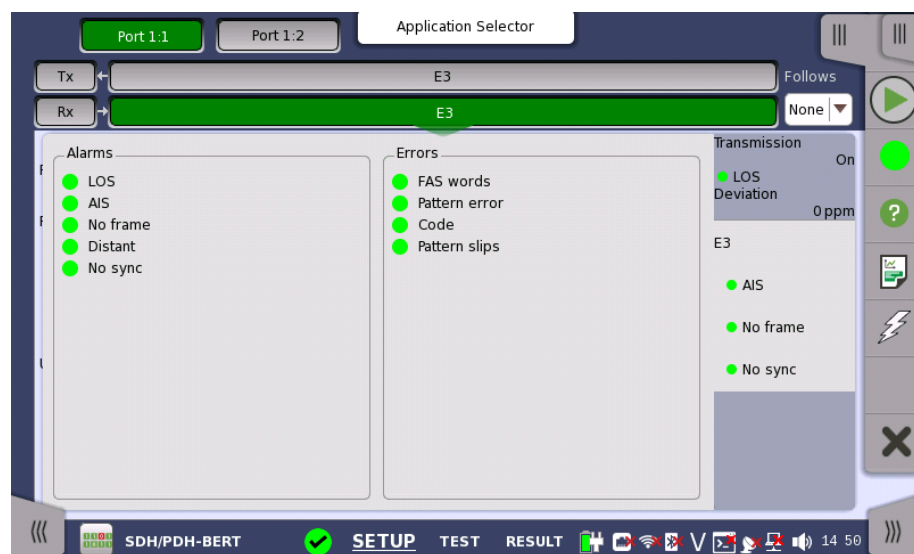 Port 1:1
Port 1:2
Application Selector
Tx
E3
Follows
Rx
E3
None
Alarms
LOS
AIS
No frame
Distant
No sync
Errors
FAS words
Pattern error
Code
Pattern slips
Transmission
On
LOS
Deviation
0 ppm
E3
AIS
No frame
No sync
SDH/PDH-BERT
SETUP
TEST
RESULT
14 50